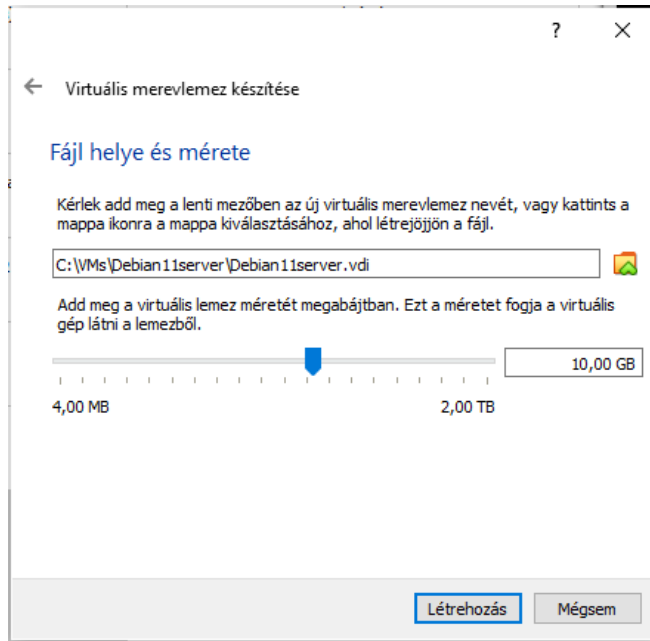 ?
Virtuális merevlemez készítése
Fájl helye és mérete
Kérlek add meg a lenti mezőben az új virtuális merevlemez nevét, vagy kattints a
mappa ikonra a mappa kiválasztásához, ahol létrejöjjön a fájl.
C:\VMs\Debian11server\Debian11server.vdi
Add meg a virtuális lemez méretét megabájtban. Ezt a méretet fogja a virtuális
gép látni a lemezből.
10,00 GB
4,00 MB 2,00 TB
Létrehozás Mégsem